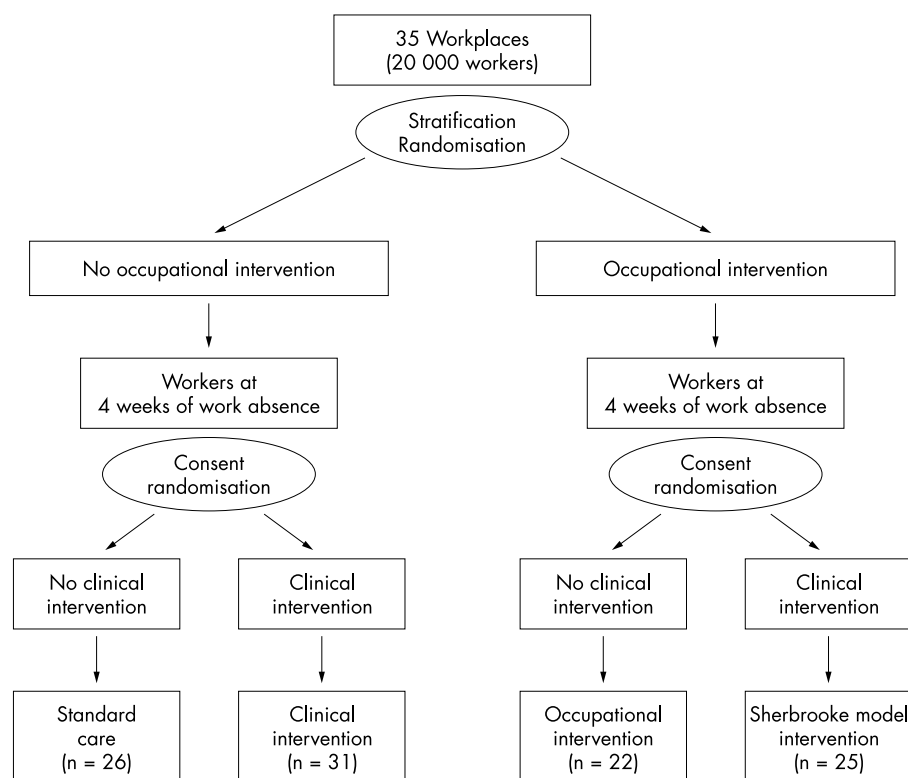 35 Workplaces
(20 000 workers)
Stratification
Randomisation
No occupational intervention
Occupational intervention
Workers at
4 weeks of work absence
Workers at
4 weeks of work absence
Consent
randomisation
Consent
randomisation
No clinical
intervention
Clinical
intervention
No clinical
intervention
Clinical
intervention
Standard
care
(n = 26)
Clinical
intervention
(n = 31)
Occupational
intervention
(n = 22)
Sherbrooke model
intervention
(n = 25)